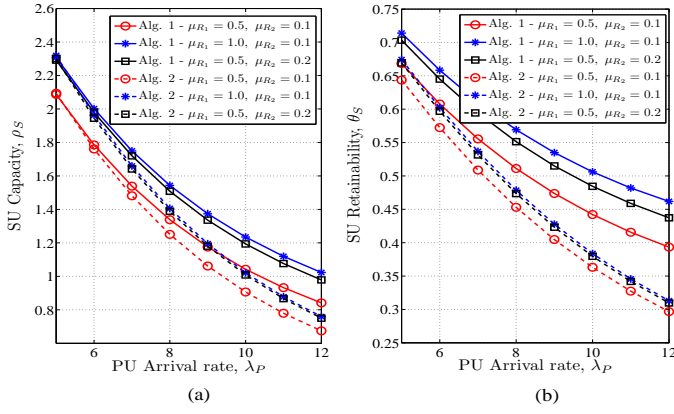 2.6
2.4
2.2
2
1.8
1.6
1.4
1.2
1
0.8
SU Capacity, ρS
Alg. 1 - μR1 = 0.5, μR2 = 0.1
Alg. 1 - μR1 = 1.0, μR2 = 0.1
Alg. 1 - μR1 = 0.5, μR2 = 0.2
Alg. 2 - μR1 = 0.5, μR2 = 0.1
Alg. 2 - μR1 = 1.0, μR2 = 0.1
Alg. 2 - μR1 = 0.5, μR2 = 0.2
6 8 10 12
PU Arrival rate, λP
(a)
0.75
0.7
0.65
0.6
0.55
0.5
0.45
0.4
0.35
0.3
0.25
SU Retainability, θS
Alg. 1 - μR1 = 0.5, μR2 = 0.1
Alg. 1 - μR1 = 1.0, μR2 = 0.1
Alg. 1 - μR1 = 0.5, μR2 = 0.2
Alg. 2 - μR1 = 0.5, μR2 = 0.1
Alg. 2 - μR1 = 1.0, μR2 = 0.1
Alg. 2 - μR1 = 0.5, μR2 = 0.2
6 8 10 12
PU Arrival rate, λP
(b)